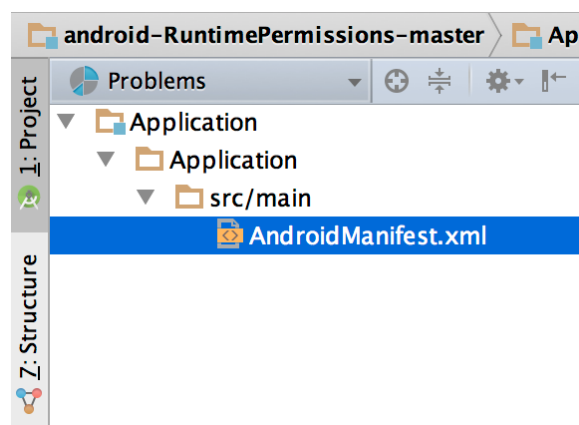 android-RuntimePermissions-master Ap
Problems
1: Project
Application
Application
src/main
AndroidManifest.xml
7: Structure